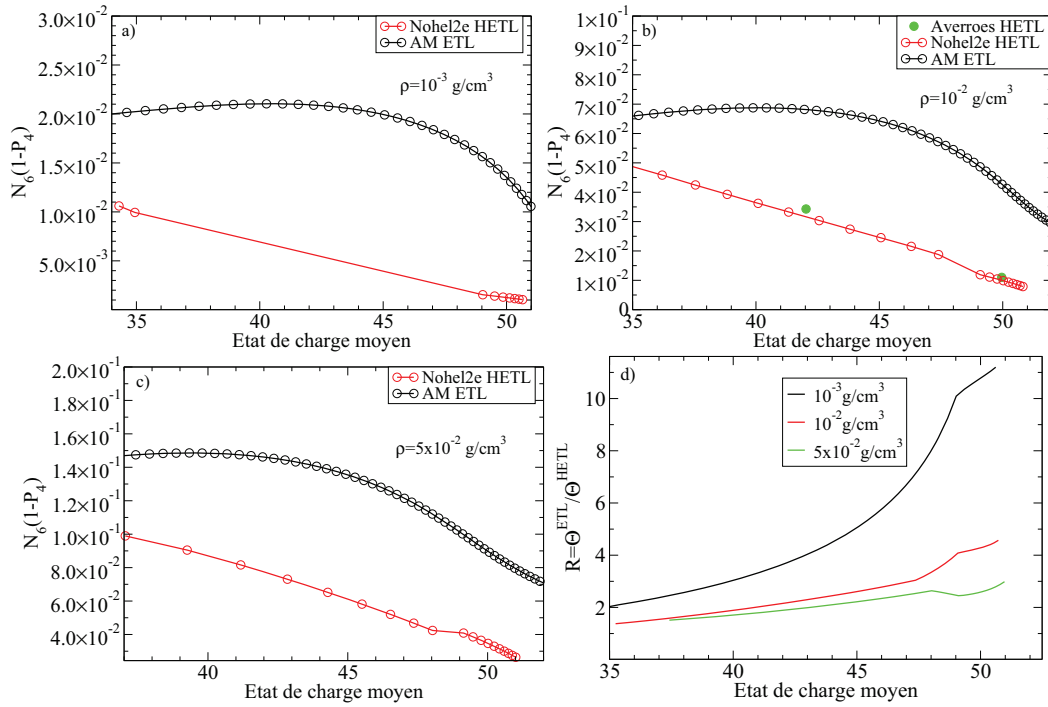 a)
Nohel2e HETL
AM ETL
ρ=10⁻³ g/cm³
N₆(1-P₄)
3.0×10⁻²
2.5×10⁻²
2.0×10⁻²
1.5×10⁻²
1.0×10⁻²
5.0×10⁻³
35 40 45 50
Etat de charge moyen
b)
Averroes HETL
Nohel2e HETL
AM ETL
ρ=10⁻² g/cm³
N₆(1-P₄)
1×10⁻¹
9×10⁻²
8×10⁻²
7×10⁻²
6×10⁻²
5×10⁻²
4×10⁻²
3×10⁻²
2×10⁻²
1×10⁻²
0
35 40 45 50
Etat de charge moyen
c)
Nohel2e HETL
AM ETL
ρ=5x10⁻² g/cm³
N₆(1-P₄)
2.0×10⁻¹
1.8×10⁻¹
1.6×10⁻¹
1.4×10⁻¹
1.2×10⁻¹
1.0×10⁻¹
8.0×10⁻²
6.0×10⁻²
4.0×10⁻²
40 45 50
Etat de charge moyen
d)
10⁻³g/cm³
10⁻²g/cm³
5x10⁻²g/cm³
R=Θᴱᵀᴸ/Θᴴᴱᵀᴸ
10
8
6
4
2
35 40 45 50
Etat de charge moyen